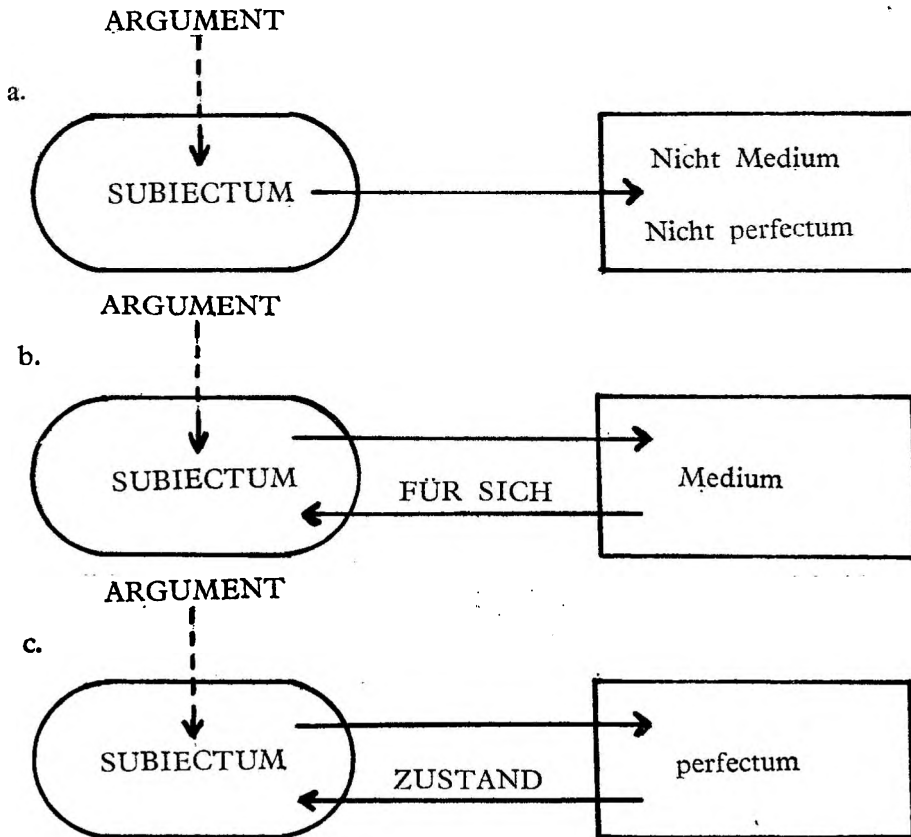 ARGUMENT
a.
SUBIECTUM
Nicht Medium
Nicht perfectum
ARGUMENT
b.
SUBIECTUM
FÜR SICH
Medium
ARGUMENT
c.
SUBIECTUM
ZUSTAND
perfectum